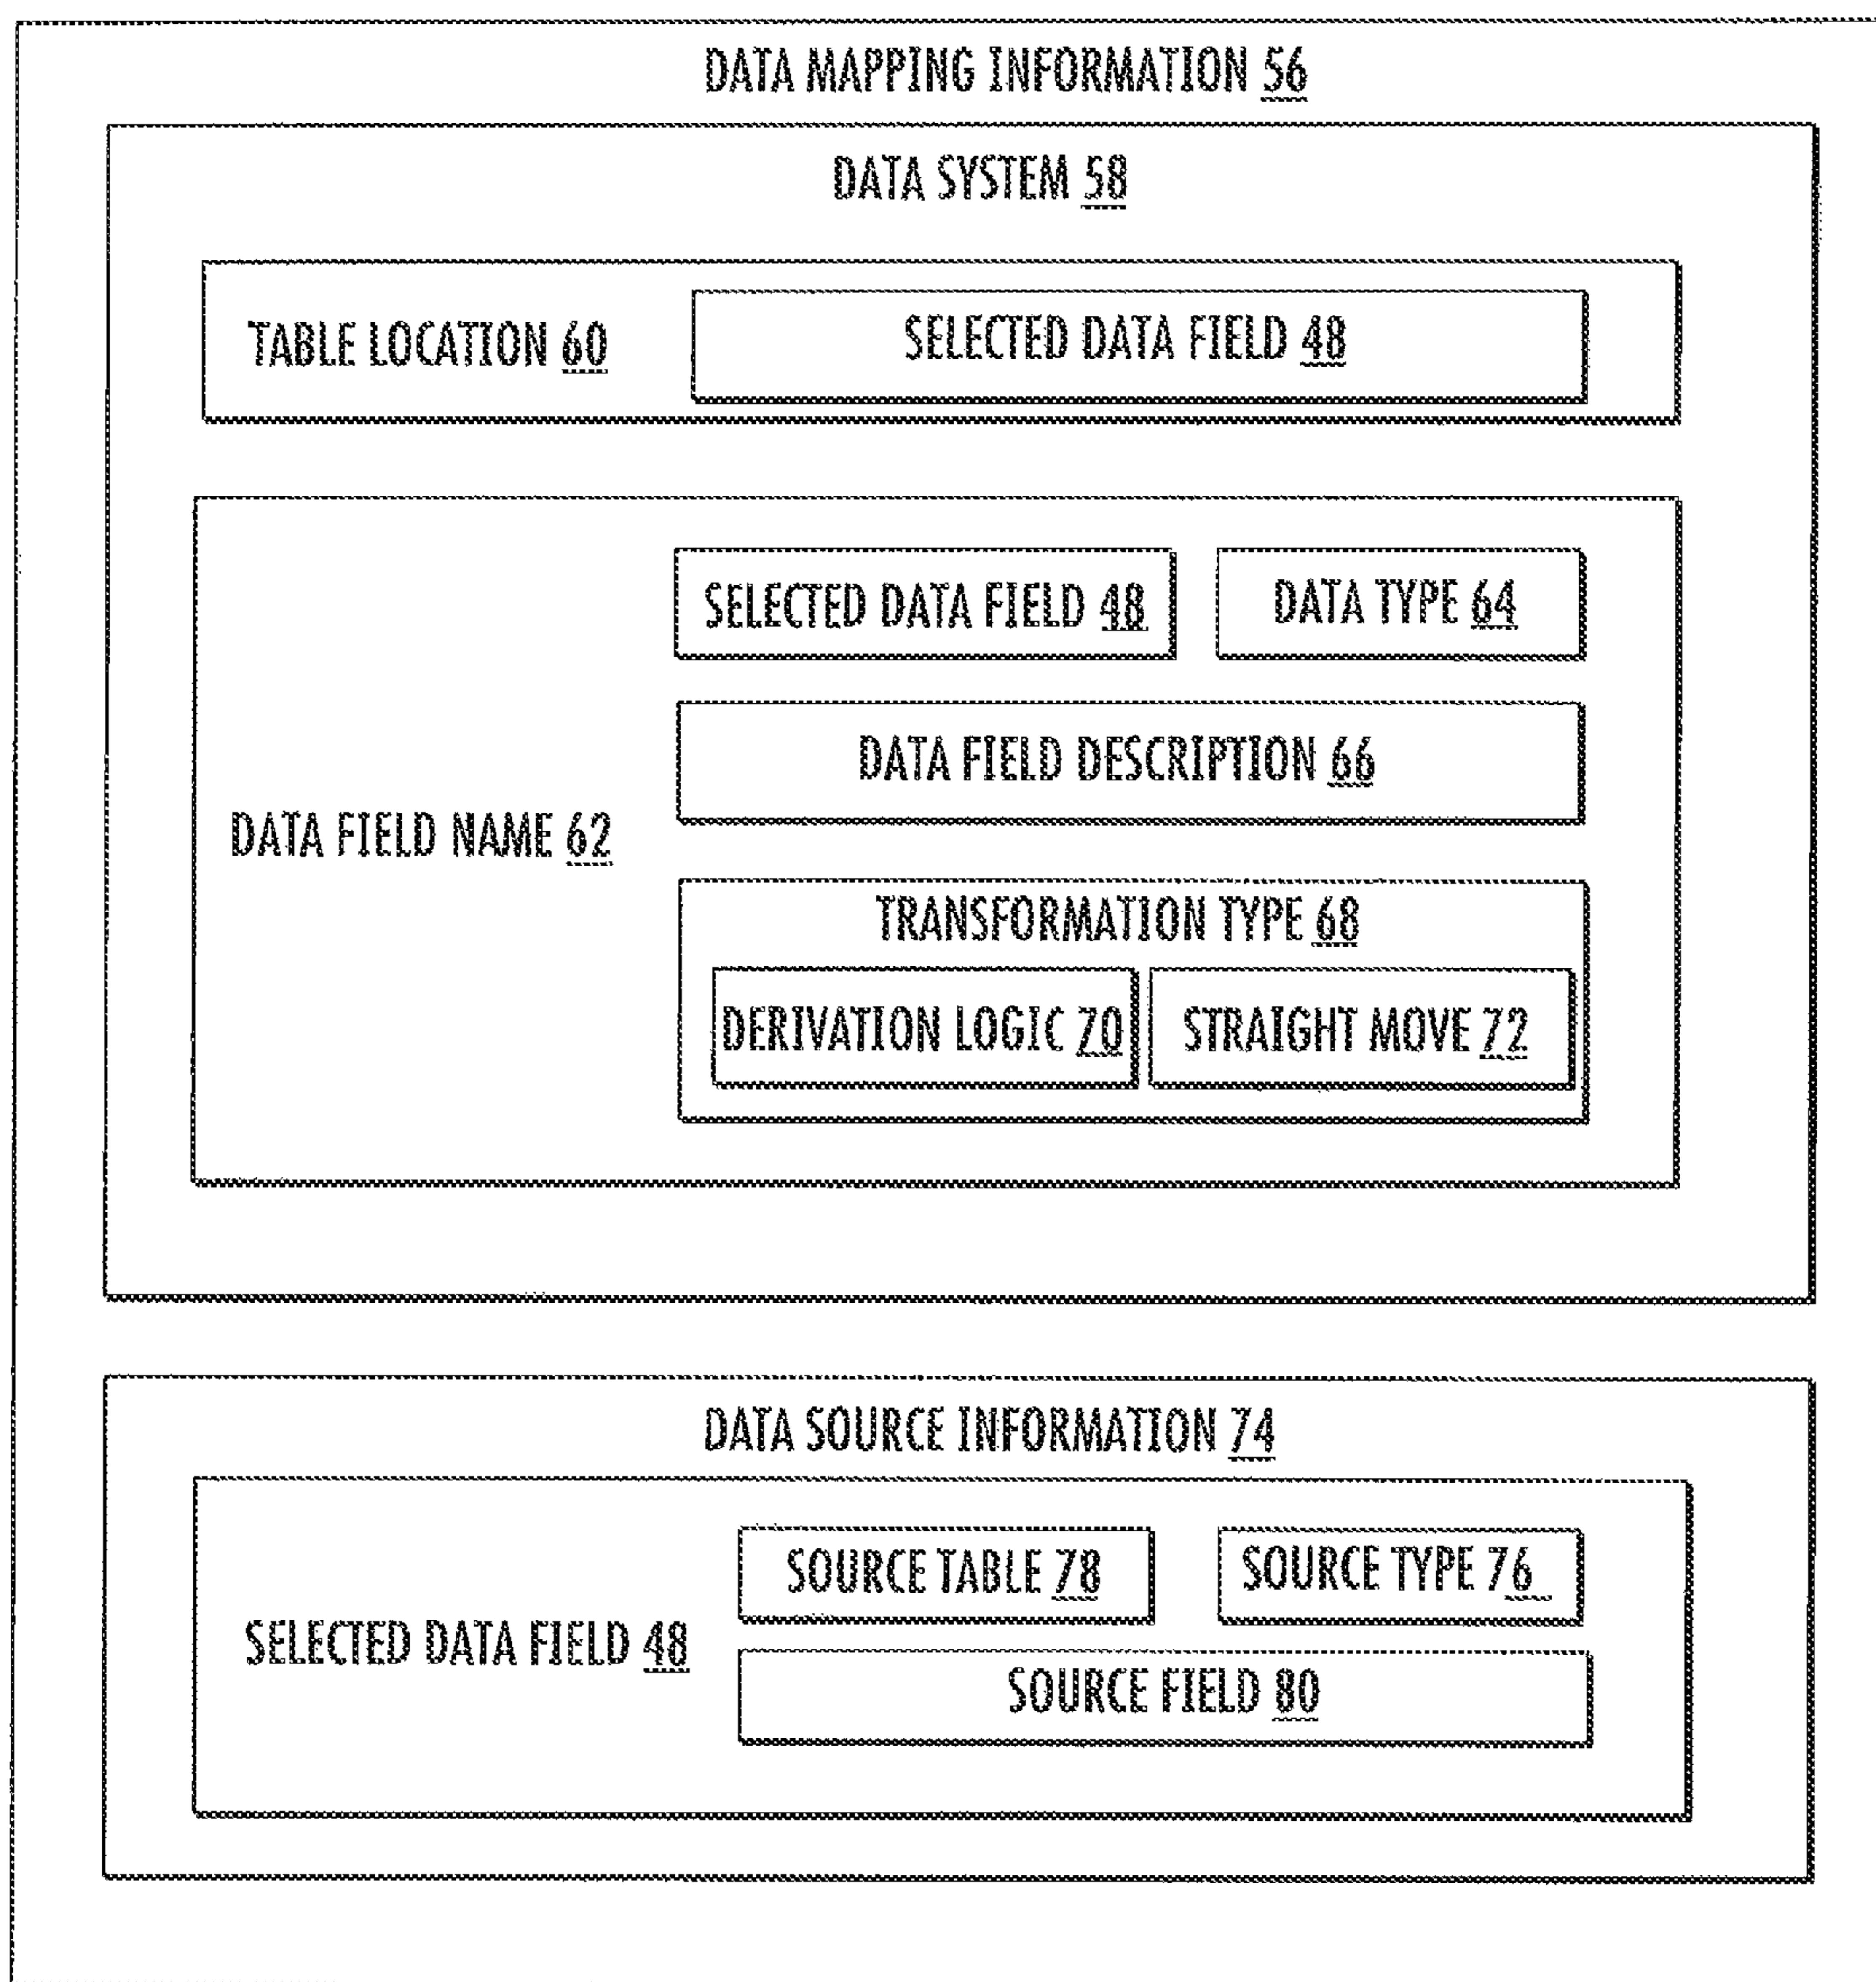 DATA MAPPING INFORMATION 56
DATA SYSTEM 58
TABLE LOCATION 60
SELECTED DATA FIELD 48
SELECTED DATA FIELD 48
DATA TYPE 64
DATA FIELD DESCRIPTION 66
DATA FIELD NAME 62
TRANSFORMATION TYPE 68
DERIVATION LOGIC 70
STRAIGHT MOVE 72
DATA SOURCE INFORMATION 74
SOURCE TABLE 78
SOURCE TYPE 76
SELECTED DATA FIELD 48
SOURCE FIELD 80